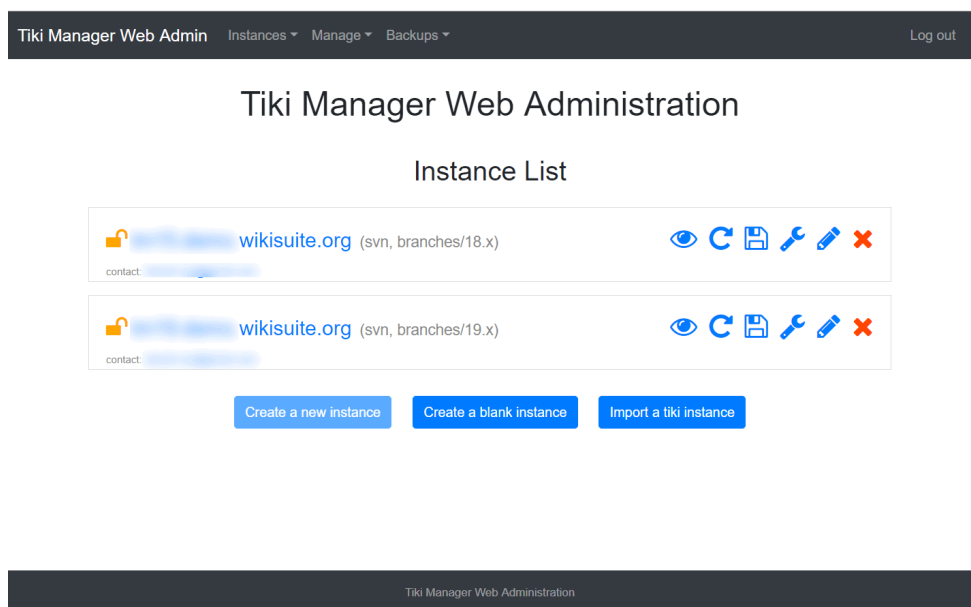 Tiki Manager Web Admin Instances Manage Backups Log out
Tiki Manager Web Administration
Instance List
wikisuite.org (svn, branches/18.x)
contact:
wikisuite.org (svn, branches/19.x)
contact:
Create a new instance Create a blank instance Import a tiki instance
Tiki Manager Web Administration